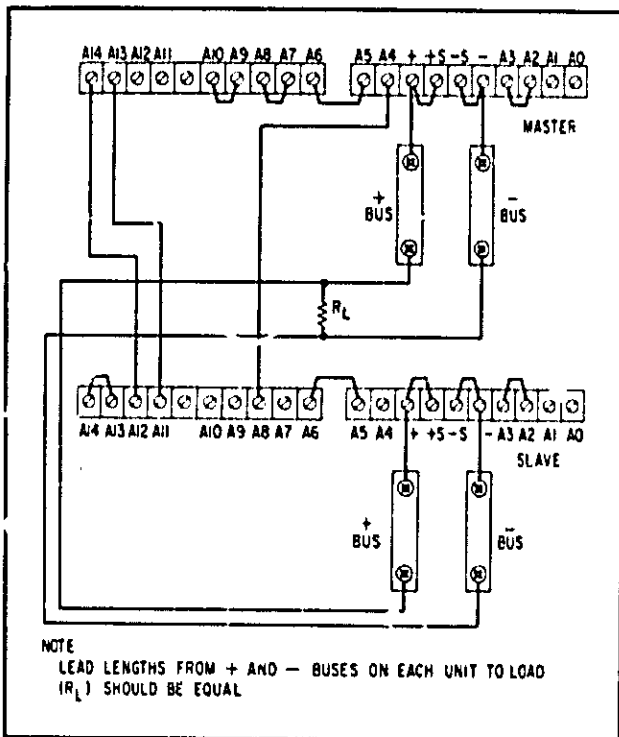 A14 A13 A12 A11 A10 A9 A8 A7 A6 A5 A4 + +S -S - A3 A2 A1 A0
MASTER
+
BUS
-
BUS
RL
A14 A13 A12 A11 A10 A9 A8 A7 A6 A5 A4 + +S -S - A3 A2 A1 A0
SLAVE
+
BUS
-
BUS
NOTE
LEAD LENGTHS FROM + AND — BUSES ON EACH UNIT TO LOAD
(RL) SHOULD BE EQUAL